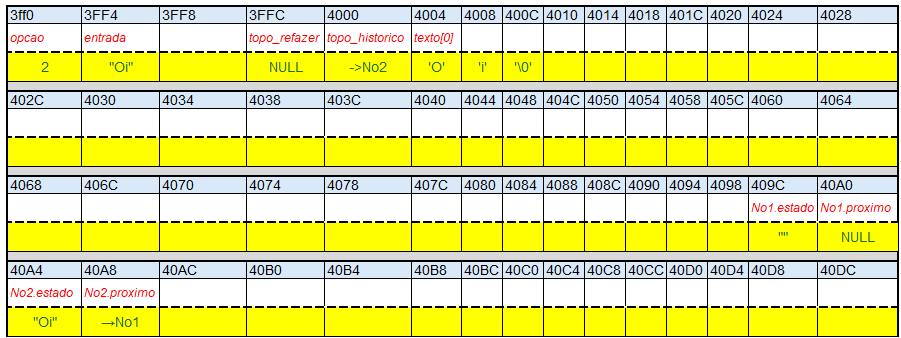 3ff0 3FF4 3FF8 3FFC 4000 4004 4008 400C 4010 4014 4018 401C 4020 4024 4028
opcao entrada topo_refazer topo_historico texto[0]
2 "Oi" NULL ->No2 'O' 'i' '\0'
402C 4030 4034 4038 403C 4040 4044 4048 404C 4050 4054 4058 405C 4060 4064
4068 406C 4070 4074 4078 407C 4080 4084 4088 408C 4090 4094 4098 409C 40A0
No1.estado No1.proximo
"" NULL
40A4 40A8 40AC 40B0 40B4 40B8 40BC 40C0 40C4 40C8 40CC 40D0 40D4 40D8 40DC
No2.estado No2.proximo
"Oi" →No1